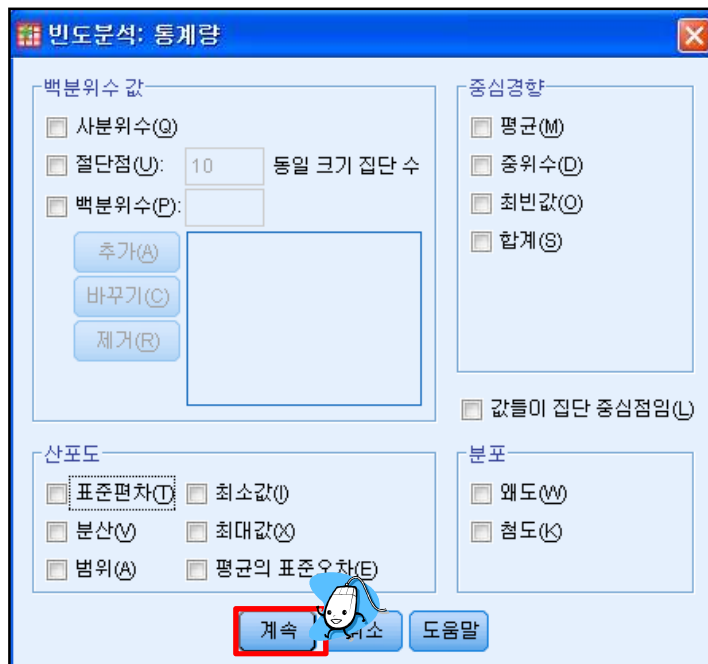 빈도분석: 통계량
백분위수 값
사분위수(Q)
절단점(U): 10 동일 크기 집단 수
백분위수(P):
추가(A)
바꾸기(C)
제거(R)
중심경향
평균(M)
중위수(D)
최빈값(O)
합계(S)
값들이 집단 중심점임(L)
산포도
표준편차(T) 최소값(I)
분산(V) 최대값(X)
범위(A) 평균의 표준오차(E)
분포
왜도(W)
첨도(K)
계속 취소 도움말